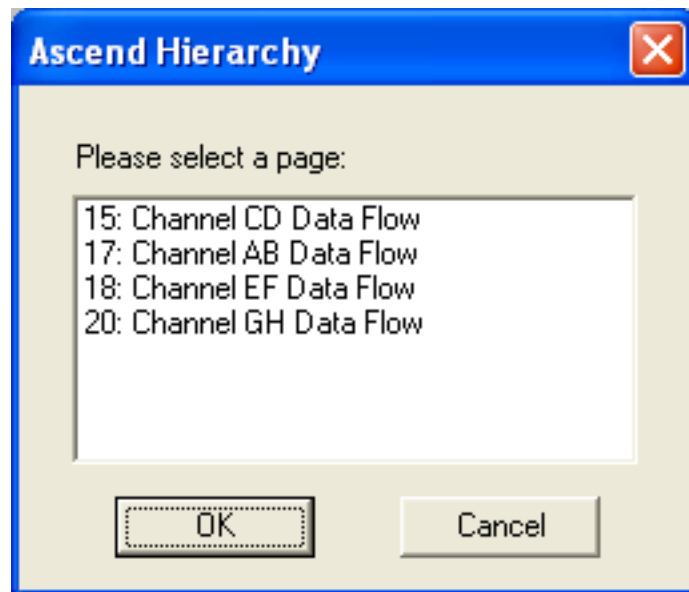 Ascend Hierarchy
Please select a page:
15: Channel CD Data Flow
17: Channel AB Data Flow
18: Channel EF Data Flow
20: Channel GH Data Flow
OK
Cancel